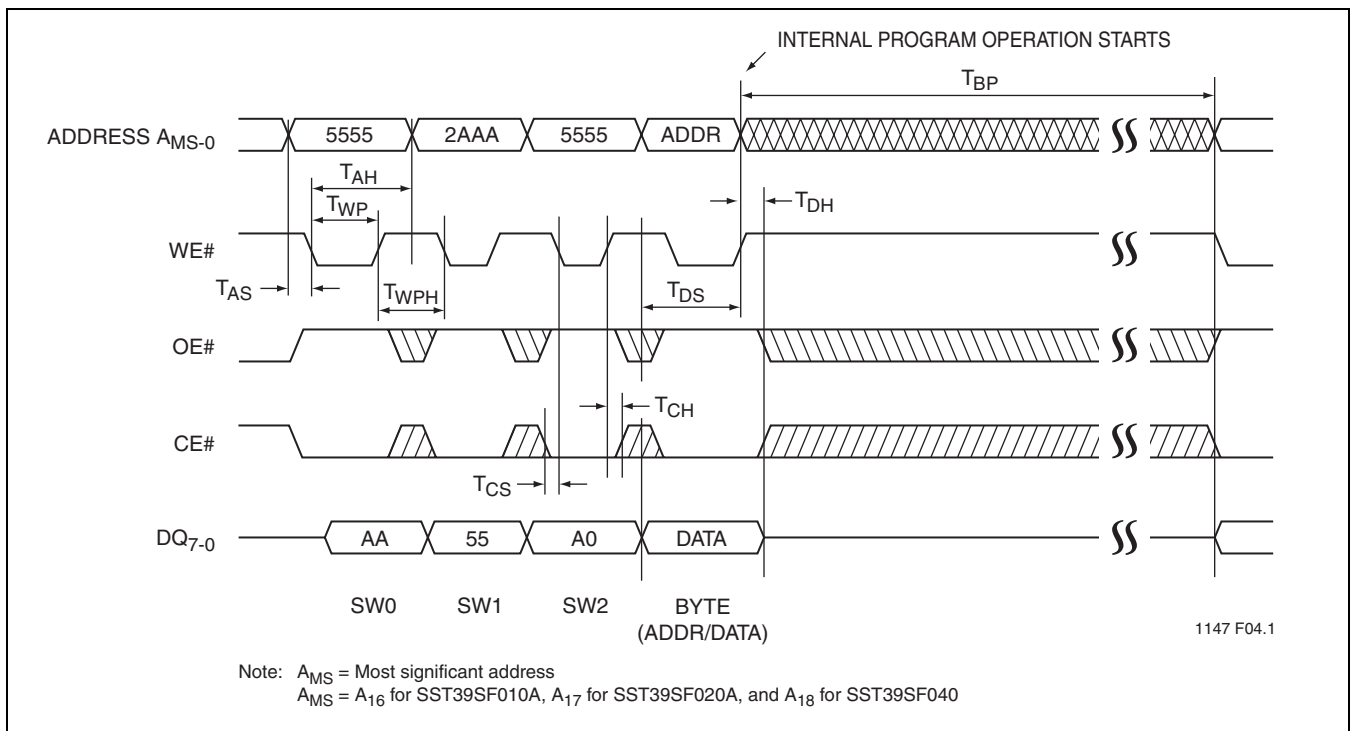 INTERNAL PROGRAM OPERATION STARTS
TBP
ADDRESS AMS-0
5555
2AAA
5555
ADDR
TAH
TWP
TDH
WE#
TAS
TWPH
TDS
OE#
TCH
CE#
TCS
DQ7-0
AA
55
A0
DATA
SW0
SW1
SW2
BYTE
(ADDR/DATA)
1147 F04.1
Note: AMS = Most significant address
AMS = A16 for SST39SF010A, A17 for SST39SF020A, and A18 for SST39SF040